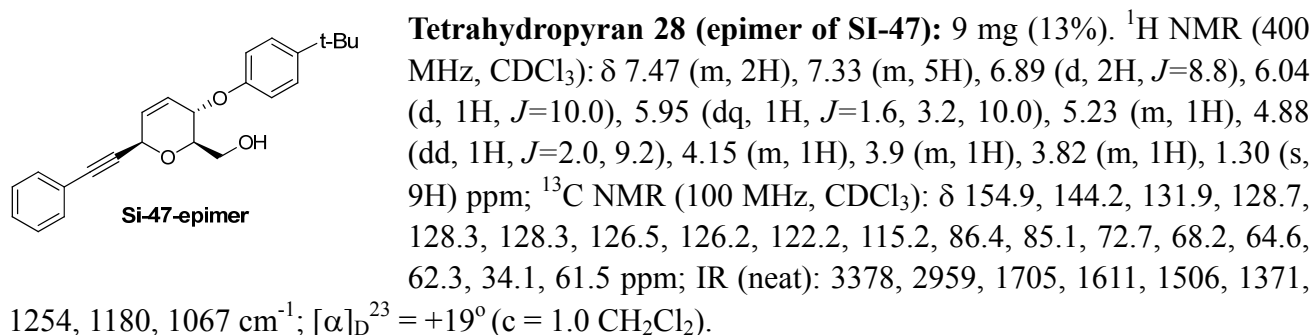 t-Bu
O
OH
O
Si-47-epimer
Tetrahydropyran 28 (epimer of SI-47): 9 mg (13%). ¹H NMR (400
MHz, CDCl₃): δ 7.47 (m, 2H), 7.33 (m, 5H), 6.89 (d, 2H, J=8.8), 6.04
(d, 1H, J=10.0), 5.95 (dq, 1H, J=1.6, 3.2, 10.0), 5.23 (m, 1H), 4.88
(dd, 1H, J=2.0, 9.2), 4.15 (m, 1H), 3.9 (m, 1H), 3.82 (m, 1H), 1.30 (s,
9H) ppm; ¹³C NMR (100 MHz, CDCl₃): δ 154.9, 144.2, 131.9, 128.7,
128.3, 128.3, 126.5, 126.2, 122.2, 115.2, 86.4, 85.1, 72.7, 68.2, 64.6,
62.3, 34.1, 61.5 ppm; IR (neat): 3378, 2959, 1705, 1611, 1506, 1371,
1254, 1180, 1067 cm⁻¹; [α]D²³ = +19° (c = 1.0 CH₂Cl₂).